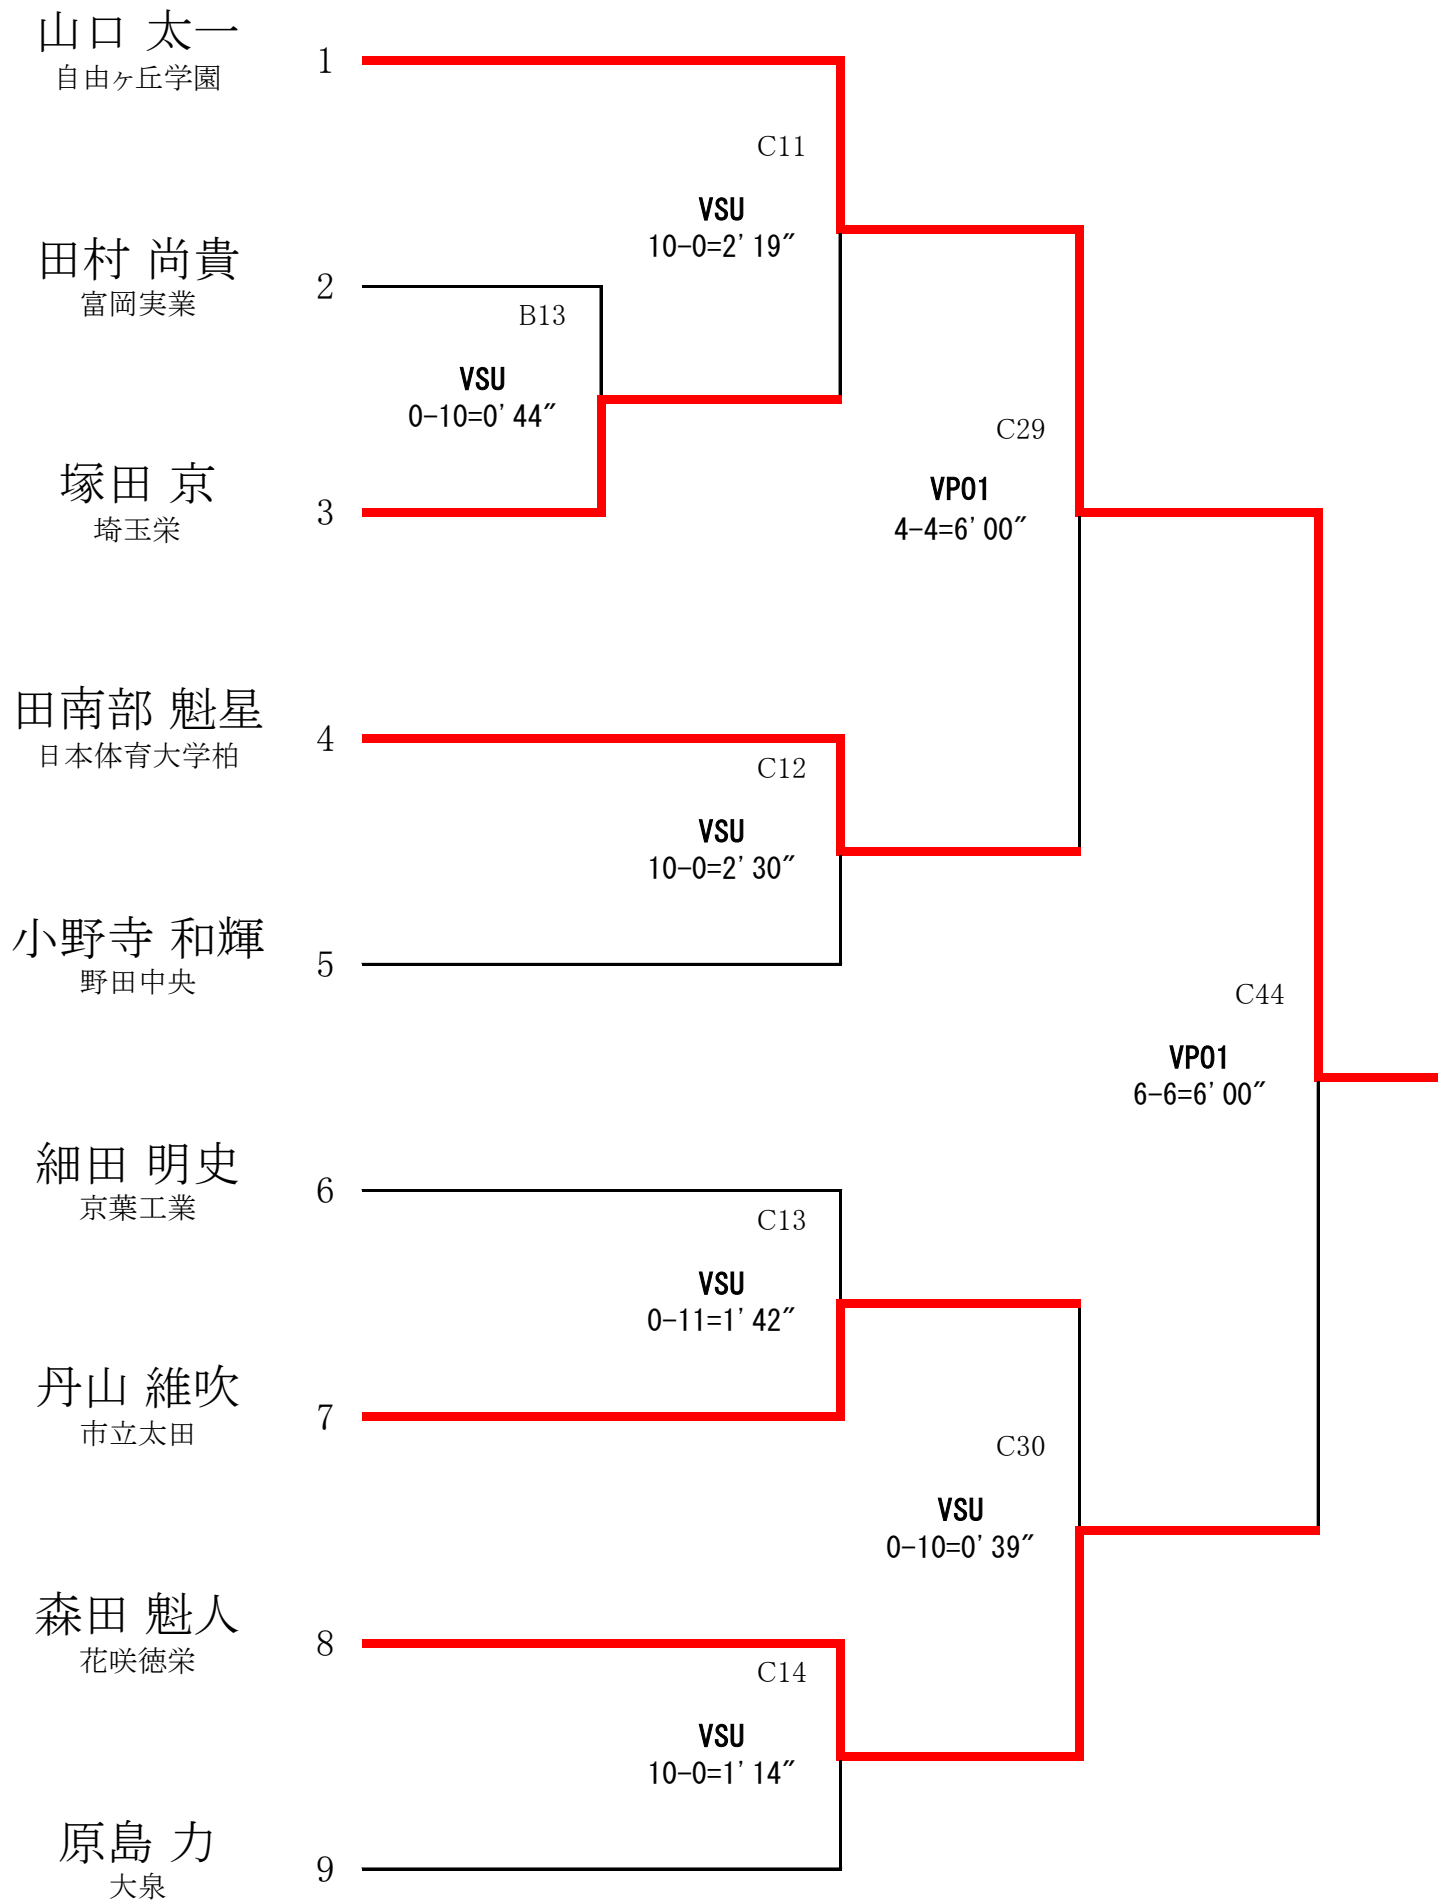 山口 太一
自由ヶ丘学園
1
C11
VSU
10-0=2'19"
田村 尚貴
富岡実業
2
B13
VSU
0-10=0'44"
塚田 京
埼玉栄
3
C29
VPO1
4-4=6'00"
田南部 魁星
日本体育大学柏
4
C12
VSU
10-0=2'30"
小野寺 和輝
野田中央
5
C44
VPO1
6-6=6'00"
細田 明史
京葉工業
6
C13
VSU
0-11=1'42"
丹山 維吹
市立太田
7
C30
VSU
0-10=0'39"
森田 魁人
花咲徳栄
8
C14
VSU
10-0=1'14"
原島 力
大泉
9